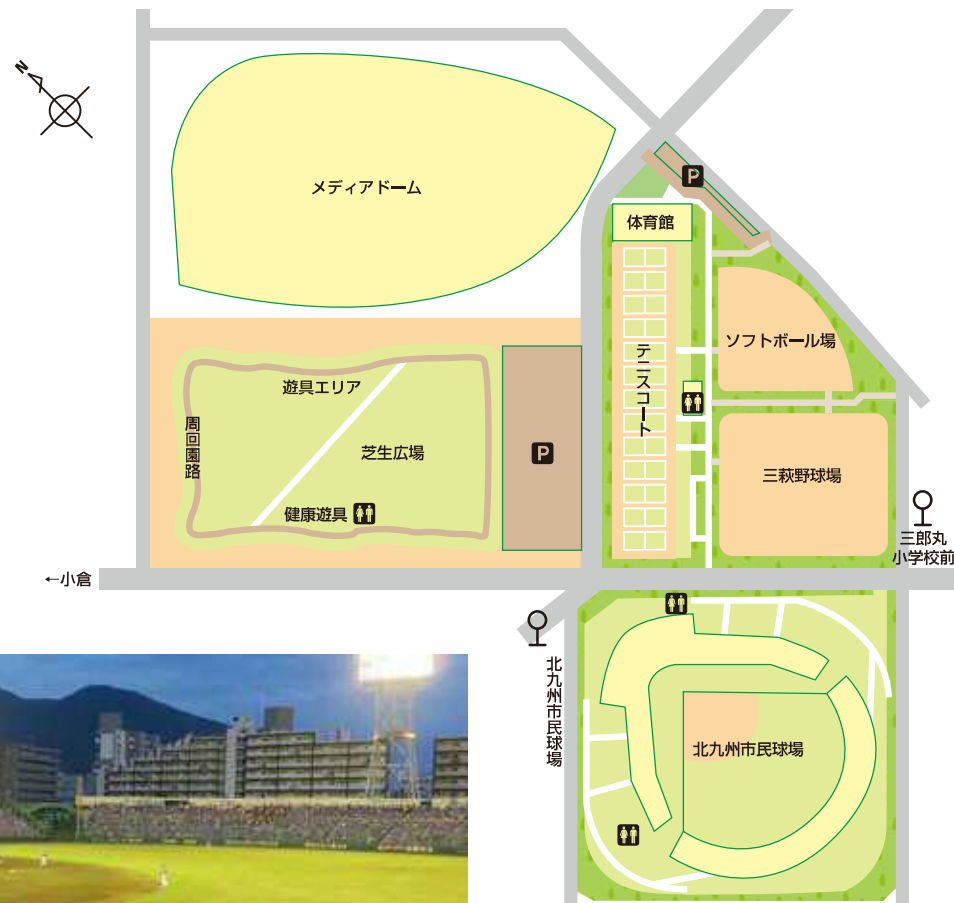 N
メディアドーム
P
体育館
ソフトボール場
テニスコート
遊具エリア
周回園路
芝生広場
P
三萩野球場
健康遊具
三郎丸
小学校前
←小倉
北九州市民球場
北九州市民球場